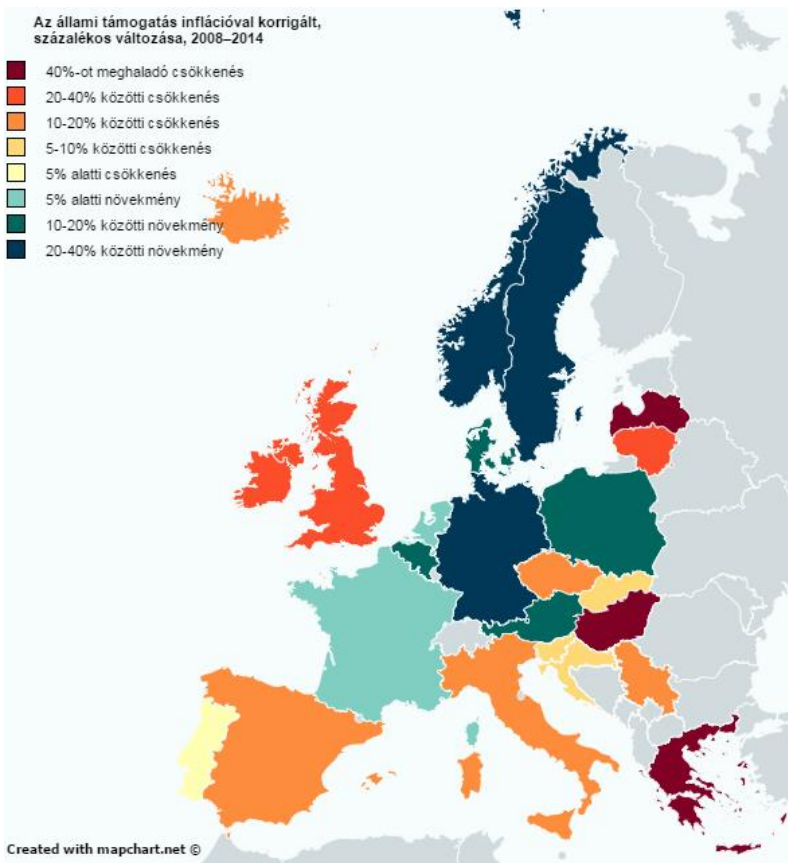 Az állami támogatás inflációval korrigált,
százalékos változása, 2008–2014
40%-ot meghaladó csökkenés
20-40% közötti csökkenés
10-20% közötti csökkenés
5-10% közötti csökkenés
5% alatti csökkenés
5% alatti növekmény
10-20% közötti növekmény
20-40% közötti növekmény
Created with mapchart.net ©